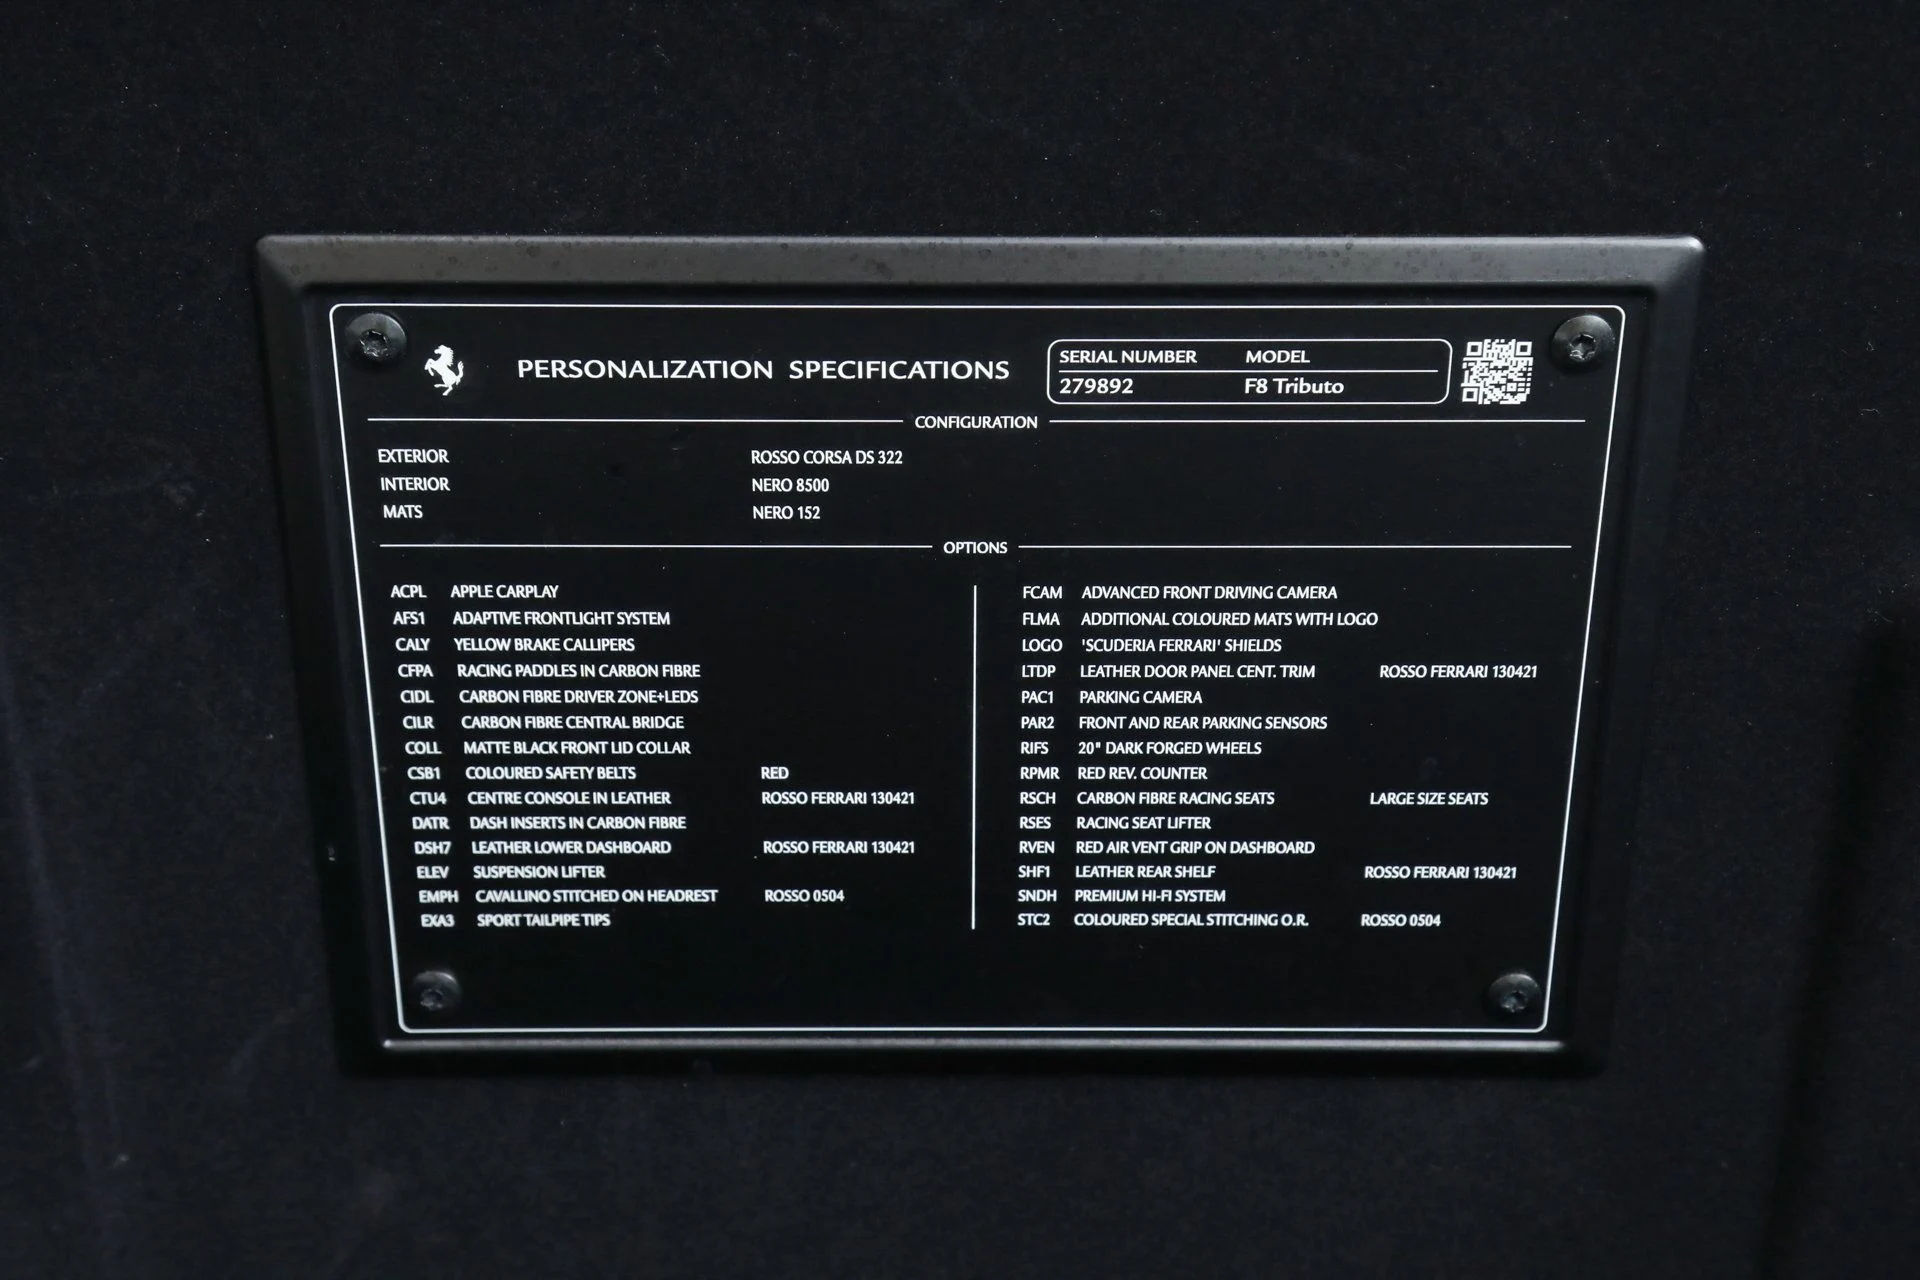 PERSONALIZATION SPECIFICATIONS
SERIAL NUMBER MODEL
279892 F8 Tributo
CONFIGURATION
EXTERIOR ROSSO CORSA DS 322
INTERIOR NERO 8500
MATS NERO 152
OPTIONS
ACPL APPLE CARPLAY
AFS1 ADAPTIVE FRONTLIGHT SYSTEM
CALY YELLOW BRAKE CALLIPERS
CFPA RACING PADDLES IN CARBON FIBRE
CIDL CARBON FIBRE DRIVER ZONE+LEDS
CILR CARBON FIBRE CENTRAL BRIDGE
COLL MATTE BLACK FRONT LID COLLAR
CSB1 COLOURED SAFETY BELTS RED
CTU4 CENTRE CONSOLE IN LEATHER ROSSO FERRARI 130421
DATR DASH INSERTS IN CARBON FIBRE
DSH7 LEATHER LOWER DASHBOARD ROSSO FERRARI 130421
ELEV SUSPENSION LIFTER
EMPH CAVALLINO STITCHED ON HEADREST ROSSO 0504
EXA3 SPORT TAILPIPE TIPS
FCAM ADVANCED FRONT DRIVING CAMERA
FLMA ADDITIONAL COLOURED MATS WITH LOGO
LOGO 'SCUDERIA FERRARI' SHIELDS
LTDP LEATHER DOOR PANEL CENT. TRIM ROSSO FERRARI 130421
PAC1 PARKING CAMERA
PAR2 FRONT AND REAR PARKING SENSORS
RIFS 20" DARK FORGED WHEELS
RPMR RED REV. COUNTER
RSCH CARBON FIBRE RACING SEATS LARGE SIZE SEATS
RSES RACING SEAT LIFTER
RVEN RED AIR VENT GRIP ON DASHBOARD
SHF1 LEATHER REAR SHELF ROSSO FERRARI 130421
SNDH PREMIUM HI-FI SYSTEM
STC2 COLOURED SPECIAL STITCHING O.R. ROSSO 0504